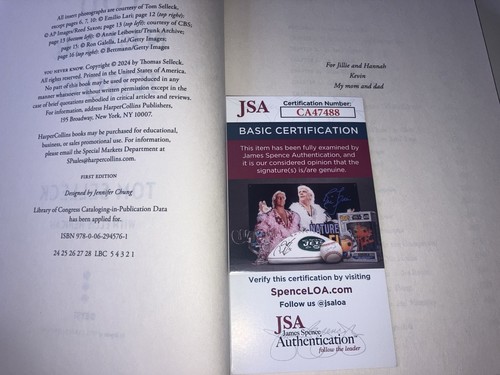 All insert photographs are courtesy of Tom Selleck,
except pages 6, 7, 10: © Emilio Lari; page 12 (top right):
© AP Images/Reed Saxon; page 13 (top left): courtesy of CBS;
page 15 (bottom left): © Annie Leibovitz/Trunk Archive;
page 15: © Ron Galella, Ltd./Getty Images;
page 16 (top right): © Bettmann/Getty Images
YOU NEVER KNOW. Copyright © 2024 by Thomas Selleck.
All rights reserved. Printed in the United States of America.
No part of this book may be used or reproduced in any
manner whatsoever without written permission except in the
case of brief quotations embodied in critical articles and reviews.
For information, address HarperCollins Publishers,
195 Broadway, New York, NY 10007.
HarperCollins books may be purchased for educational,
business, or sales promotional use. For information,
please email the Special Markets Department at
SPsales@harpercollins.com.
FIRST EDITION
Designed by Jennifer Chung
Library of Congress Cataloging-in-Publication Data
has been applied for.
ISBN 978-0-06-294576-1
24 25 26 27 28 LBC 5 4 3 2 1
For Jillie and Hannah
Kevin
My mom and dad
JSA
Certification Number:
CA47488
BASIC CERTIFICATION
This item has been fully examined by
James Spence Authentication, and
it is our considered opinion that the
signature(s) is/are genuine.
NATURE
JETS
Verify this certification by visiting
SpenceLOA.com
Follow us @jsaloa
JSA
James Spence
Authentication
follow the leader